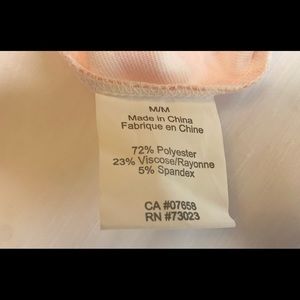 M/M
Made in China
Fabrique en Chine
72% Polyester
23% Viscose/Rayonne
5% Spandex
CA #07658
RN #73023